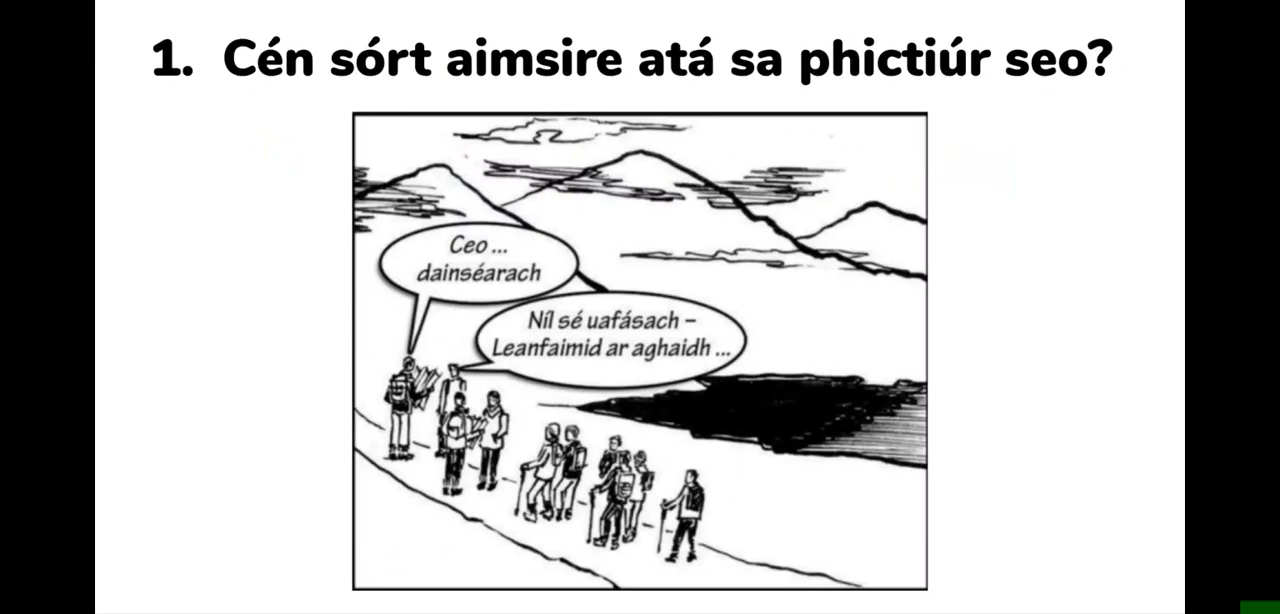 1. Cén sórt aimsire atá sa phictiúr seo?
Ceo ...
dainséarach
Níl sé uafásach –
Leanfaimid ar aghaidh ...